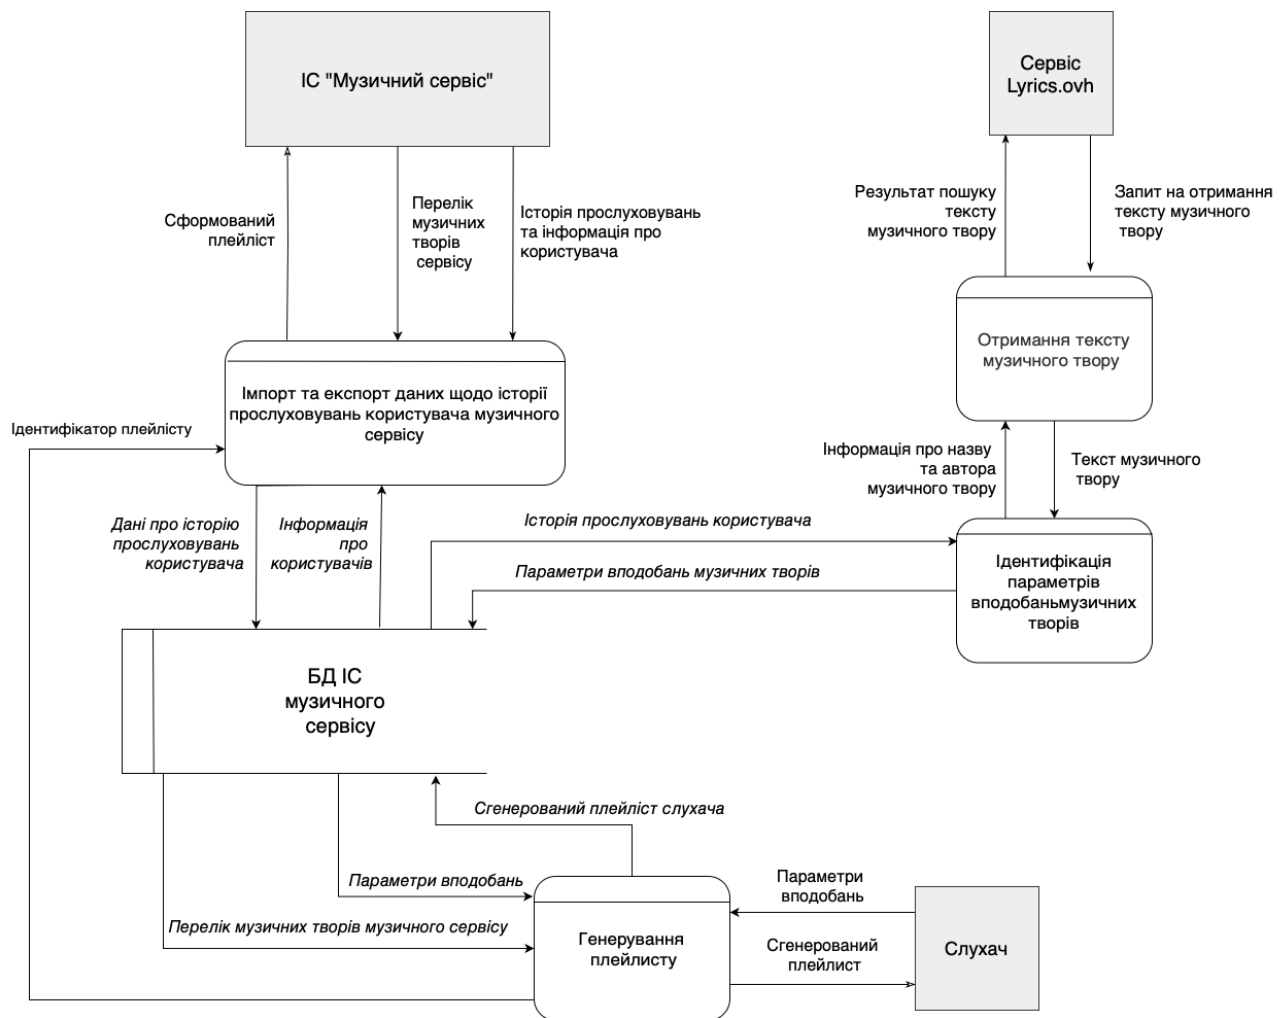 ІС "Музичний сервіс"
Сервіс
Lyrics.ovh
Сформований
плейліст
Перелік
музичних
творів
сервісу
Історія прослуховувань
та інформація про
користувача
Результат пошуку
тексту
музичного твору
Запит на отримання
тексту музичного
твору
Отримання тексту
музичного твору
Імпорт та експорт даних щодо історії
прослуховувань користувача музичного
сервісу
Ідентифікатор плейлісту
Інформація про назву
та автора
музичного твору
Текст музичного
твору
Дані про історію
прослуховувань
користувача
Інформація
про
користувачів
Історія прослуховувань користувача
Параметри вподобань музичних творів
Ідентифікація
параметрів
вподобаньмузичних
творів
БД ІС
музичного
сервісу
Сгенерований плейліст слухача
Параметри вподобань
Перелік музичних творів музичного сервісу
Генерування
плейлисту
Параметри
вподобань
Сгенерований
плейлист
Слухач